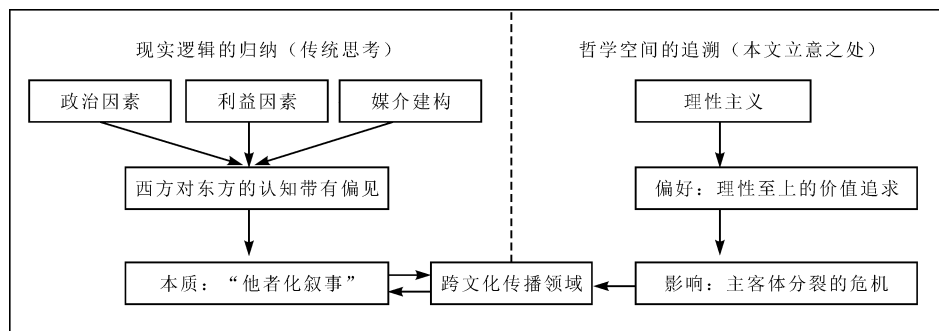 现实逻辑的归纳（传统思考）
哲学空间的追溯（本文立意之处）
政治因素
利益因素
媒介建构
理性主义
西方对东方的认知带有偏见
偏好：理性至上的价值追求
本质：“他者化叙事”
跨文化传播领域
影响：主客体分裂的危机